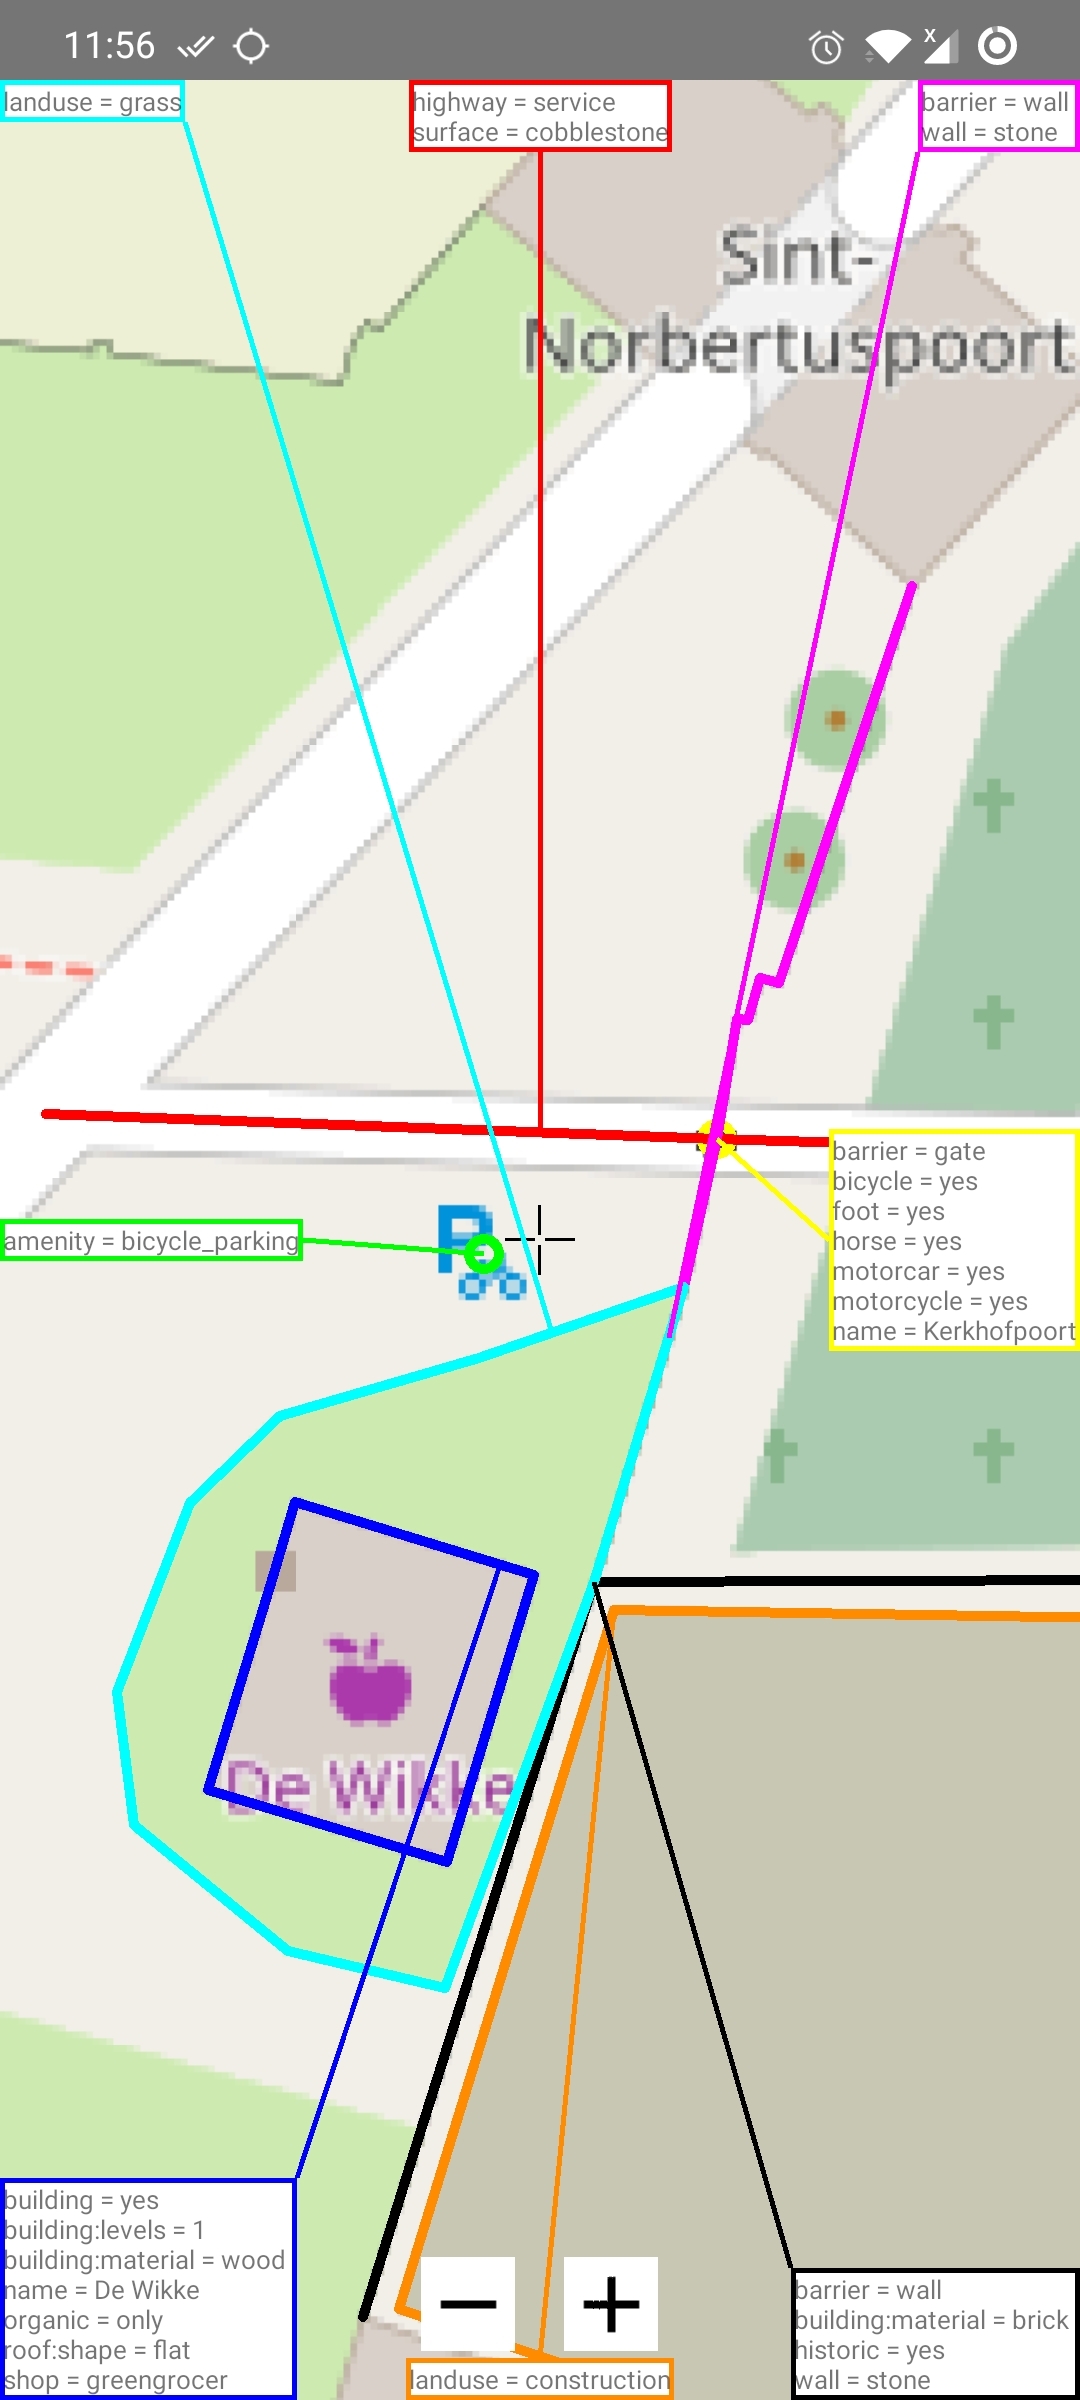 11:56
landuse = grass
highway = service
surface = cobblestone
barrier = wall
wall = stone
Sint-
Norbertuspoort
barrier = gate
bicycle = yes
foot = yes
horse = yes
motorcar = yes
motorcycle = yes
name = Kerkhofpoort
amenity = bicycle_parking
P
De Wikke
building = yes
building:levels = 1
building:material = wood
name = De Wikke
organic = only
roof:shape = flat
shop = greengrocer
landuse = construction
barrier = wall
building:material = brick
historic = yes
wall = stone